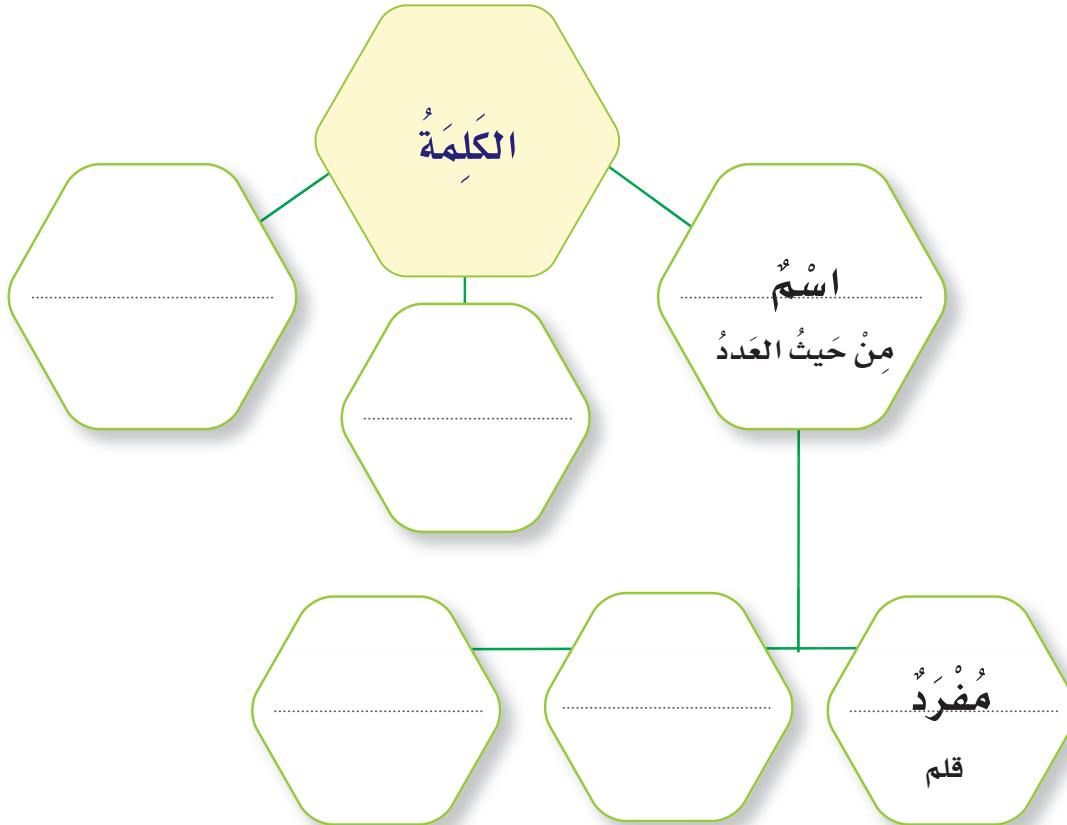 الكَلِمَةُ
اسْمٌ
مِنْ حَيثُ العَددُ
مُفْرَدٌ
قلم